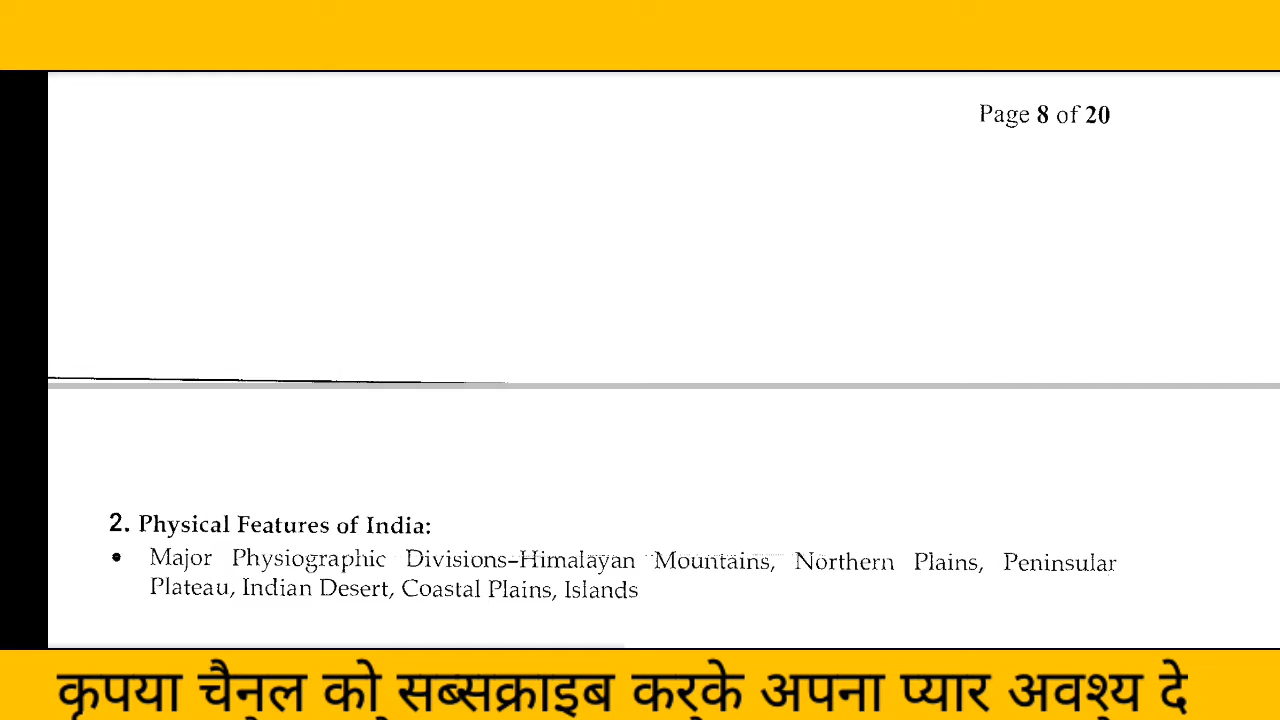 Page 8 of 20
2. Physical Features of India:
• Major Physiographic Divisions–Himalayan Mountains, Northern Plains, Peninsular
Plateau, Indian Desert, Coastal Plains, Islands
कृपया चैनल को सब्सक्राइब करके अपना प्यार अवश्य दे